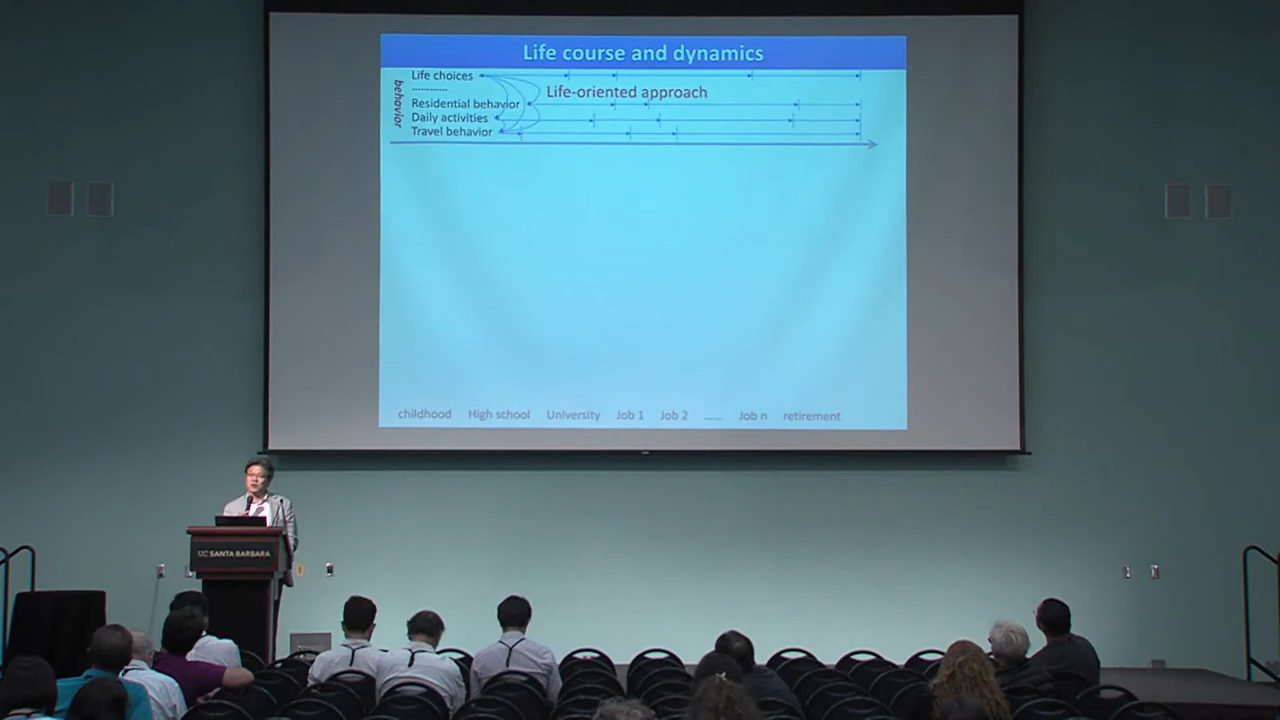 Life course and dynamics
Life choices
............
behavior
Life-oriented approach
Residential behavior
Daily activities
Travel behavior
childhood High school University Job 1 Job 2 ...... Job n retirement
UC SANTA BARBARA